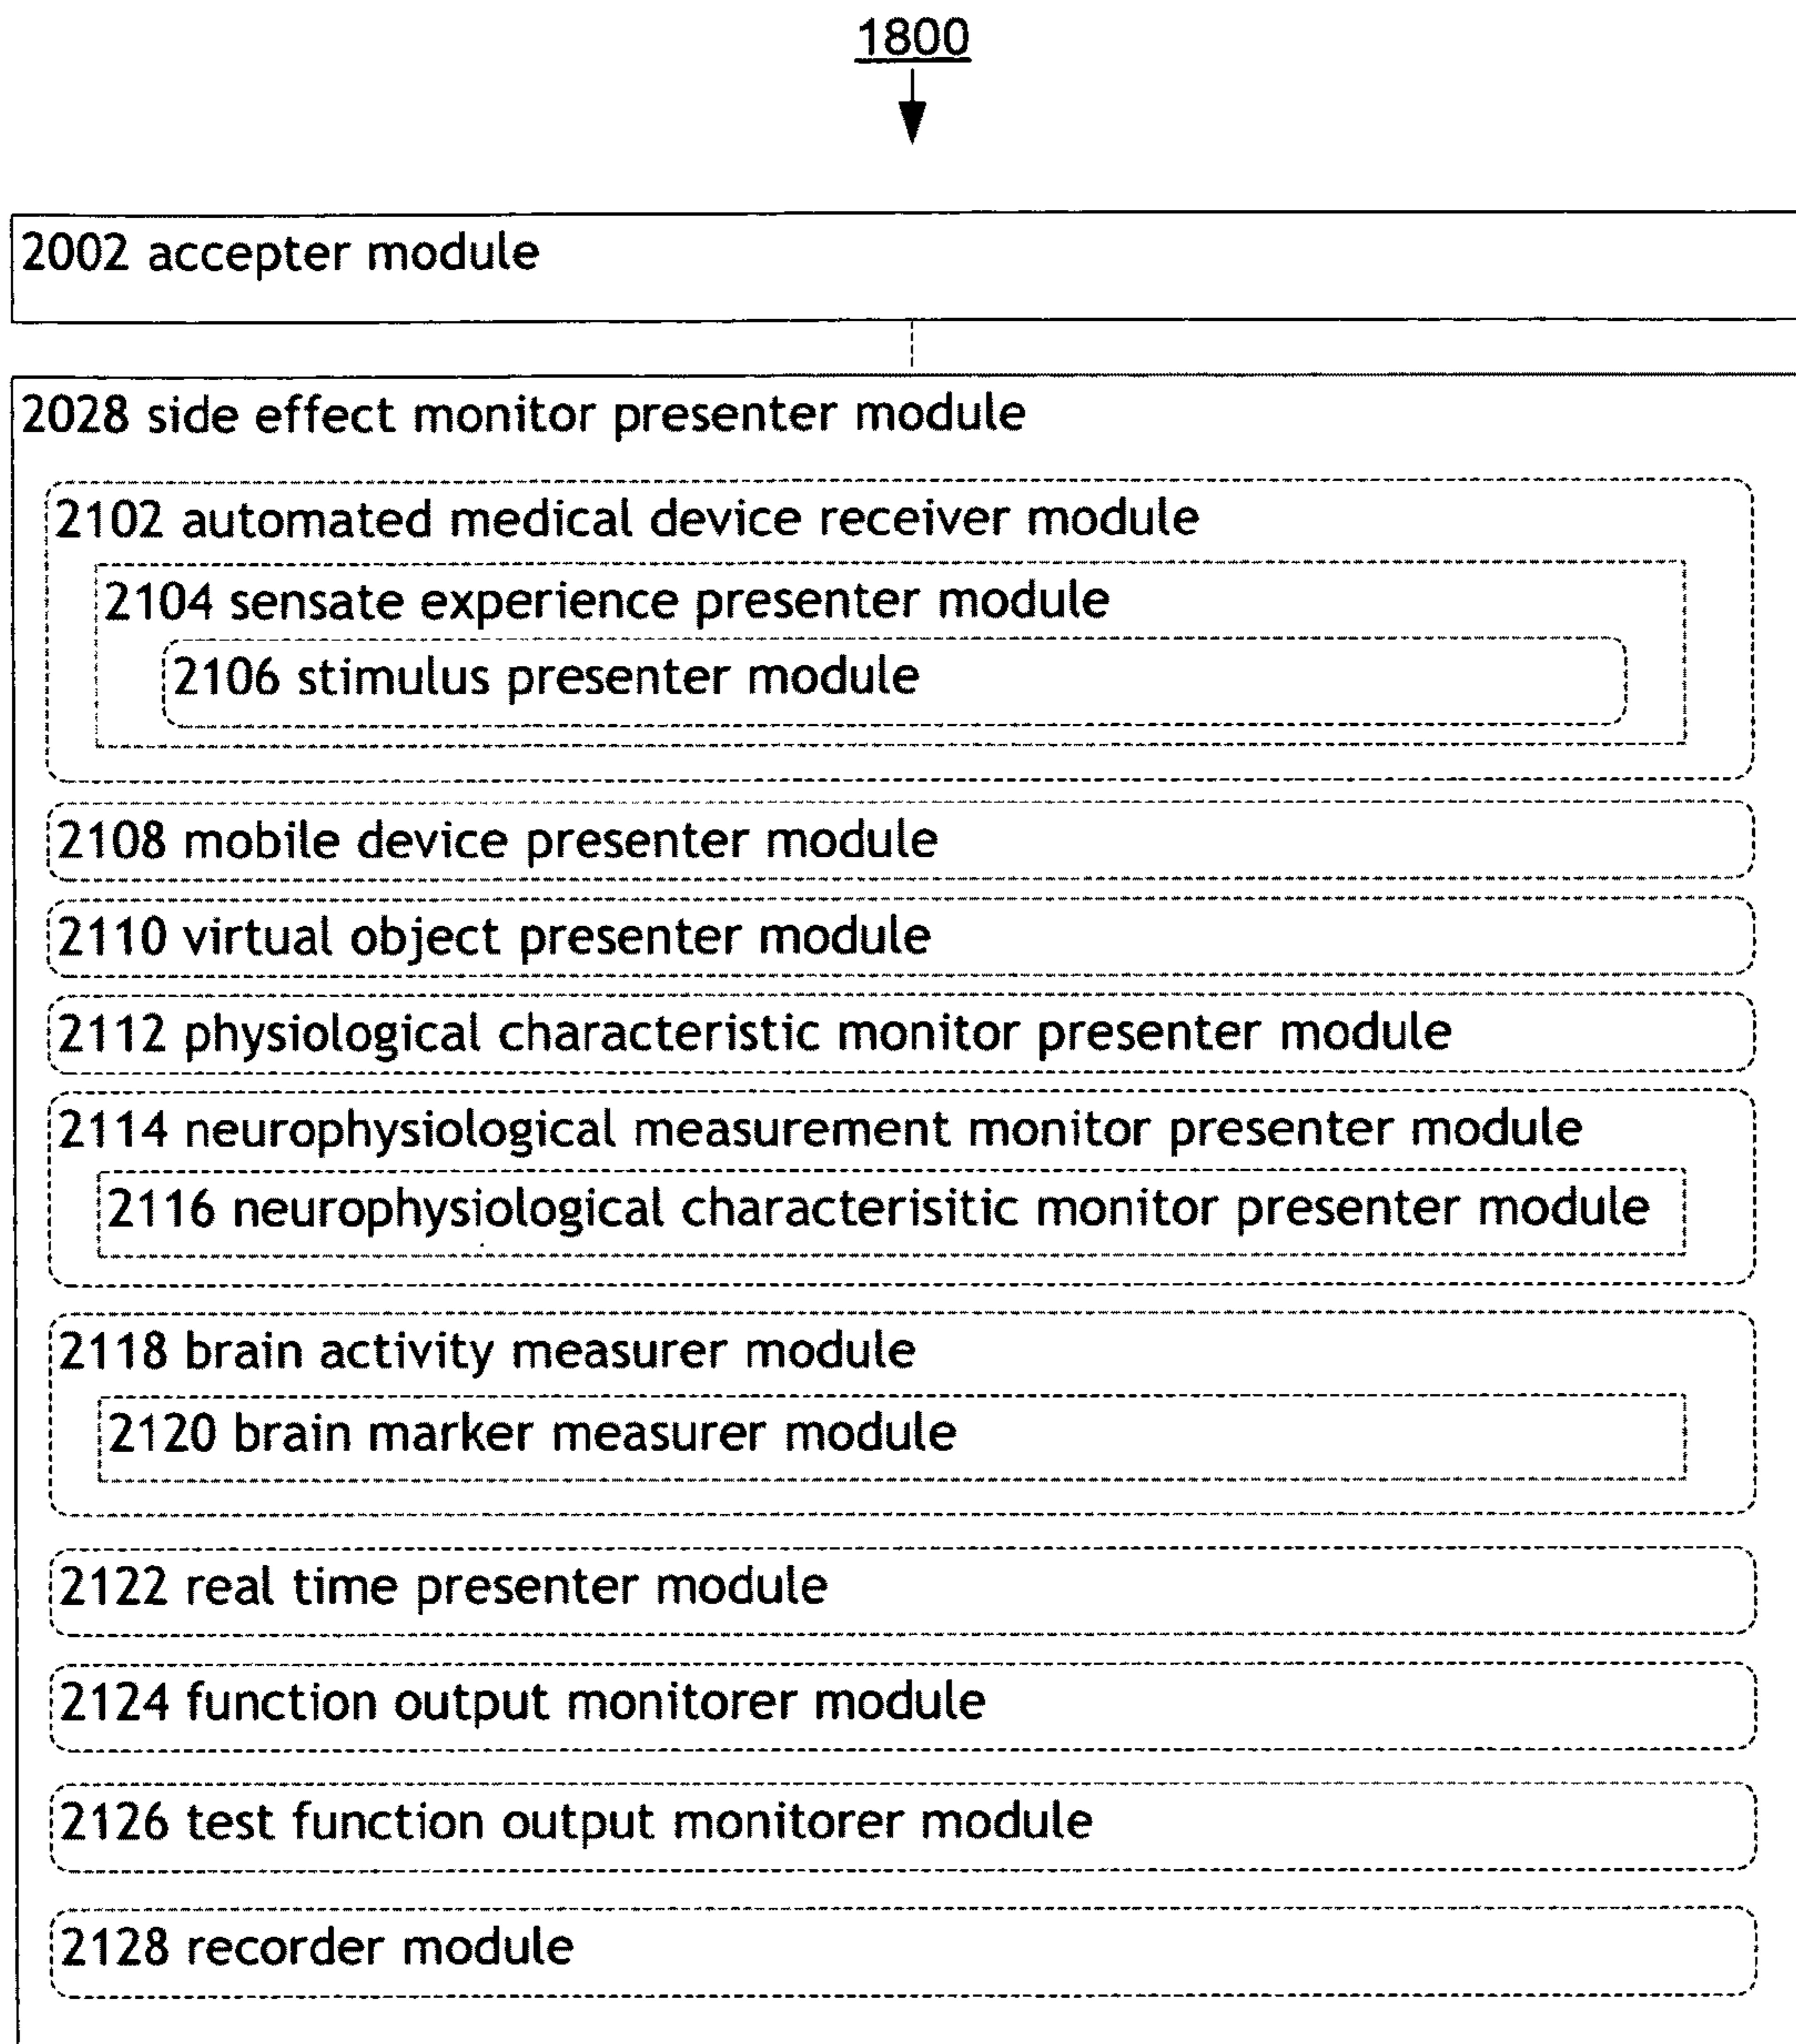 1800
2002 accepter module
2028 side effect monitor presenter module
2102 automated medical device receiver module
2104 sensate experience presenter module
2106 stimulus presenter module
2108 mobile device presenter module
2110 virtual object presenter module
2112 physiological characteristic monitor presenter module
2114 neurophysiological measurement monitor presenter module
2116 neurophysiological characterisitic monitor presenter module
2118 brain activity measurer module
2120 brain marker measurer module
2122 real time presenter module
2124 function output monitorer module
2126 test function output monitorer module
2128 recorder module